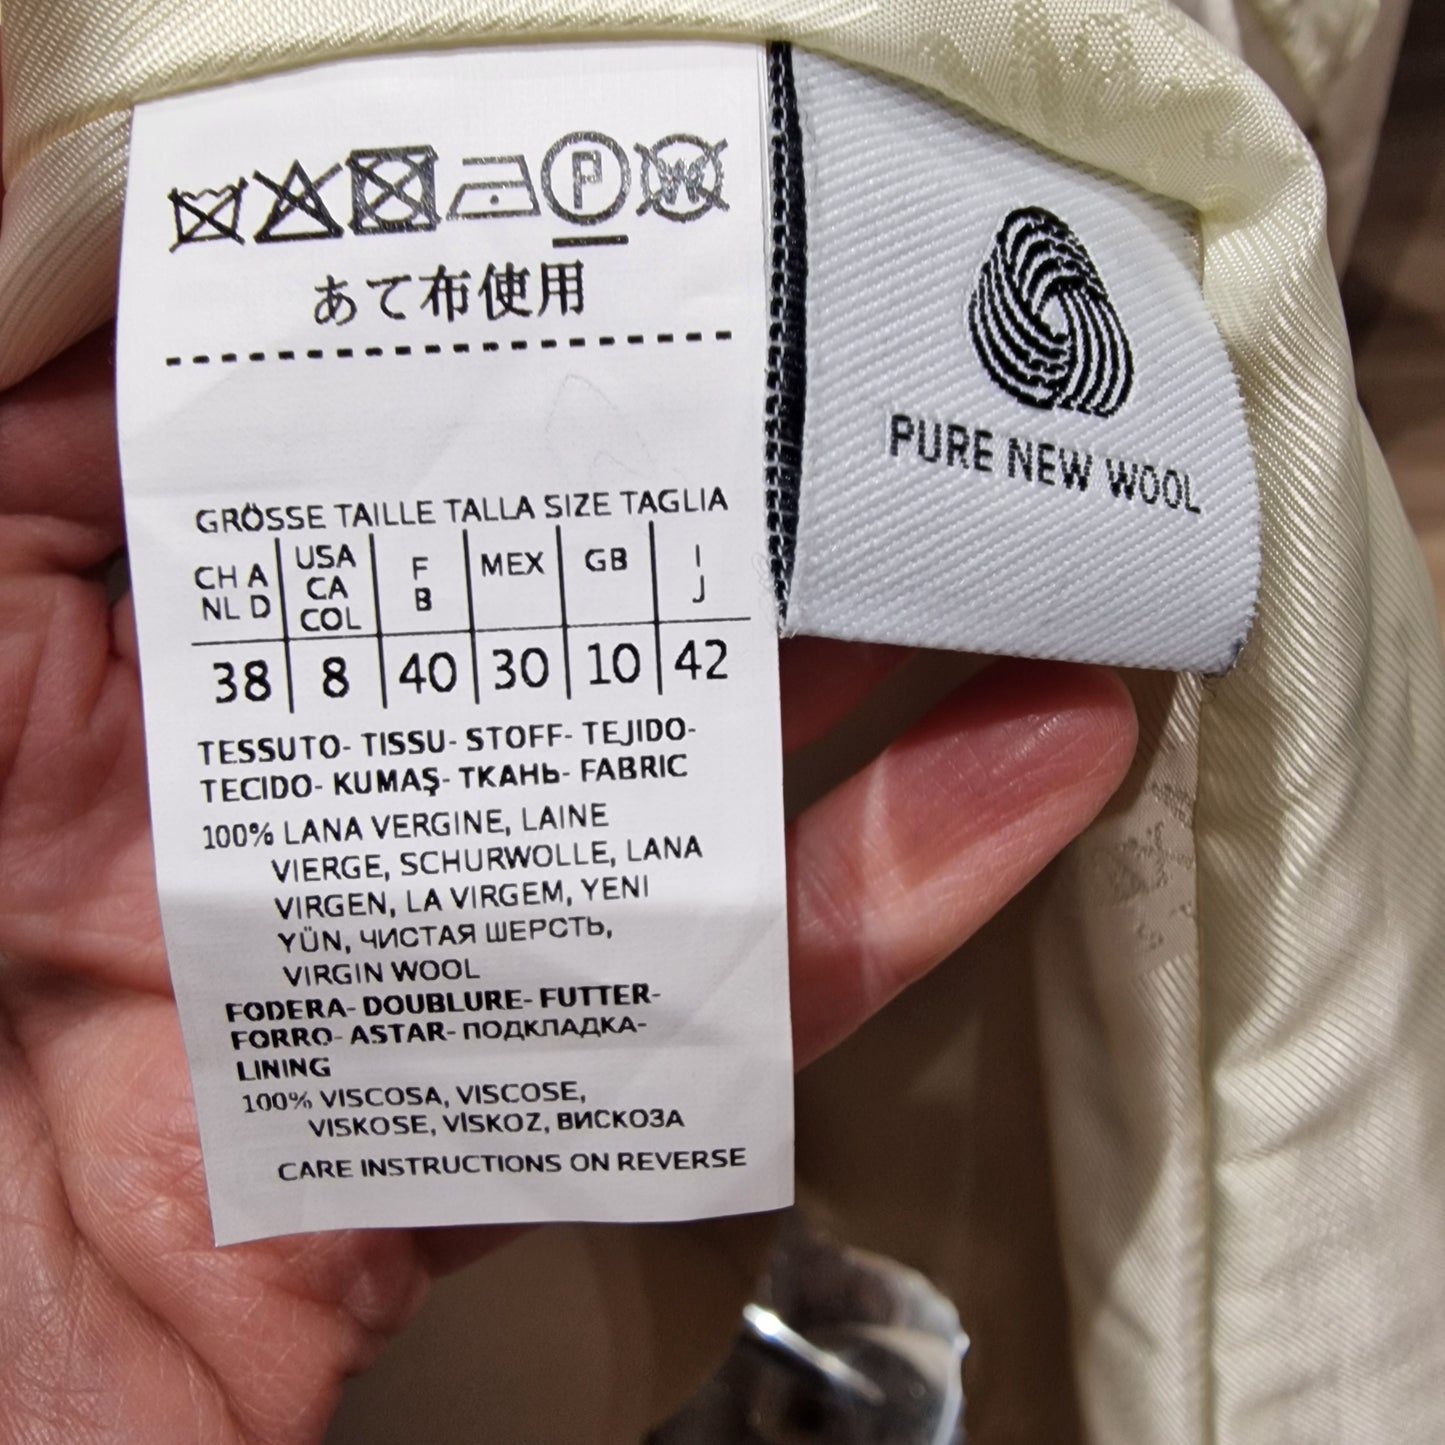 P W
あて布使用
GRÖSSE TAILLE TALLA SIZE TAGLIA
CH A NL D | USA CA COL | F B | MEX | GB | I J
38 | 8 | 40 | 30 | 10 | 42
TESSUTO- TISSU- STOFF- TEJIDO-
TECIDO- KUMAŞ- ТКАНЬ- FABRIC
100% LANA VERGINE, LAINE
VIERGE, SCHURWOLLE, LANA
VIRGEN, LA VIRGEM, YENI
YÜN, ЧИСТАЯ ШЕРСТЬ,
VIRGIN WOOL
FODERA- DOUBLURE- FUTTER-
FORRO- ASTAR- ПОДКЛАДКА-
LINING
100% VISCOSA, VISCOSE,
VISKOSE, VİSKOZ, ВИСКОЗА
CARE INSTRUCTIONS ON REVERSE
PURE NEW WOOL